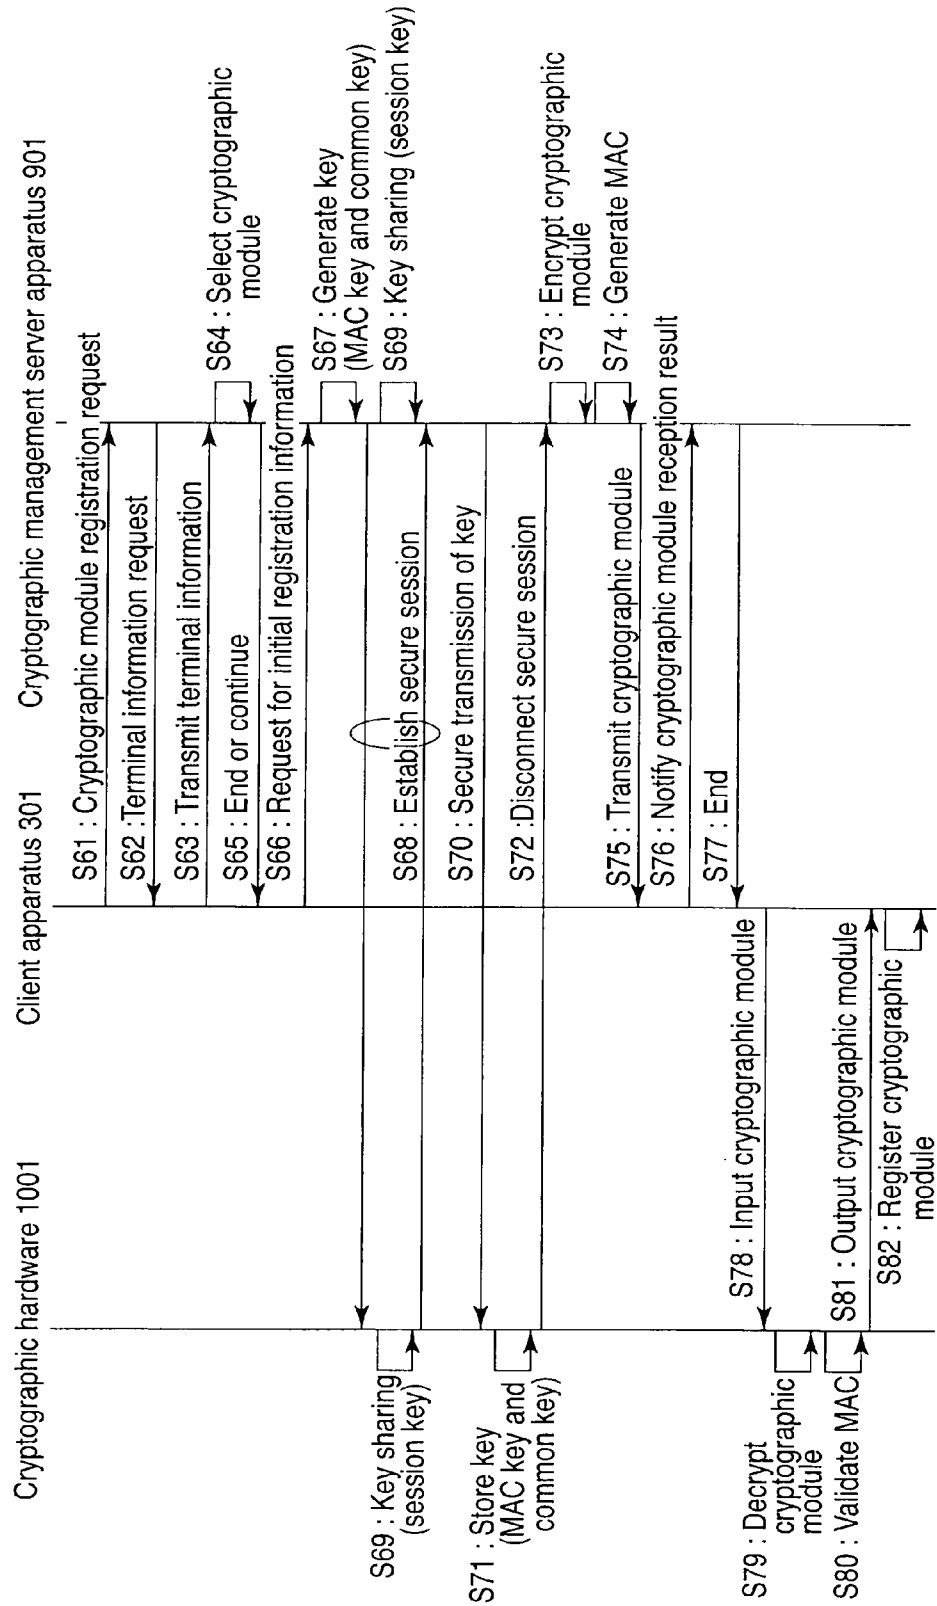 Cryptographic hardware 1001
Client apparatus 301
Cryptographic management server apparatus 901
S61 : Cryptographic module registration request
S62 :Terminal information request
S63 : Transmit terminal information
S64 : Select cryptographic
module
S65 : End or continue
S66 : Request for initial registration information
S67 : Generate key
(MAC key and common key)
S68 : Establish secure session
S69 : Key sharing
(session key)
S69 : Key sharing (session key)
S70 : Secure transmission of key
S71 : Store key
(MAC key and
common key)
S72 :Disconnect secure session
S73 : Encrypt cryptographic
module
S74 : Generate MAC
S75 : Transmit cryptographic module
S76 : Notify cryptographic module reception result
S77 : End
S78 : Input cryptographic module
S79 : Decrypt
cryptographic
module
S80 : Validate MAC
S81 : Output cryptographic module
S82 : Register cryptographic
module